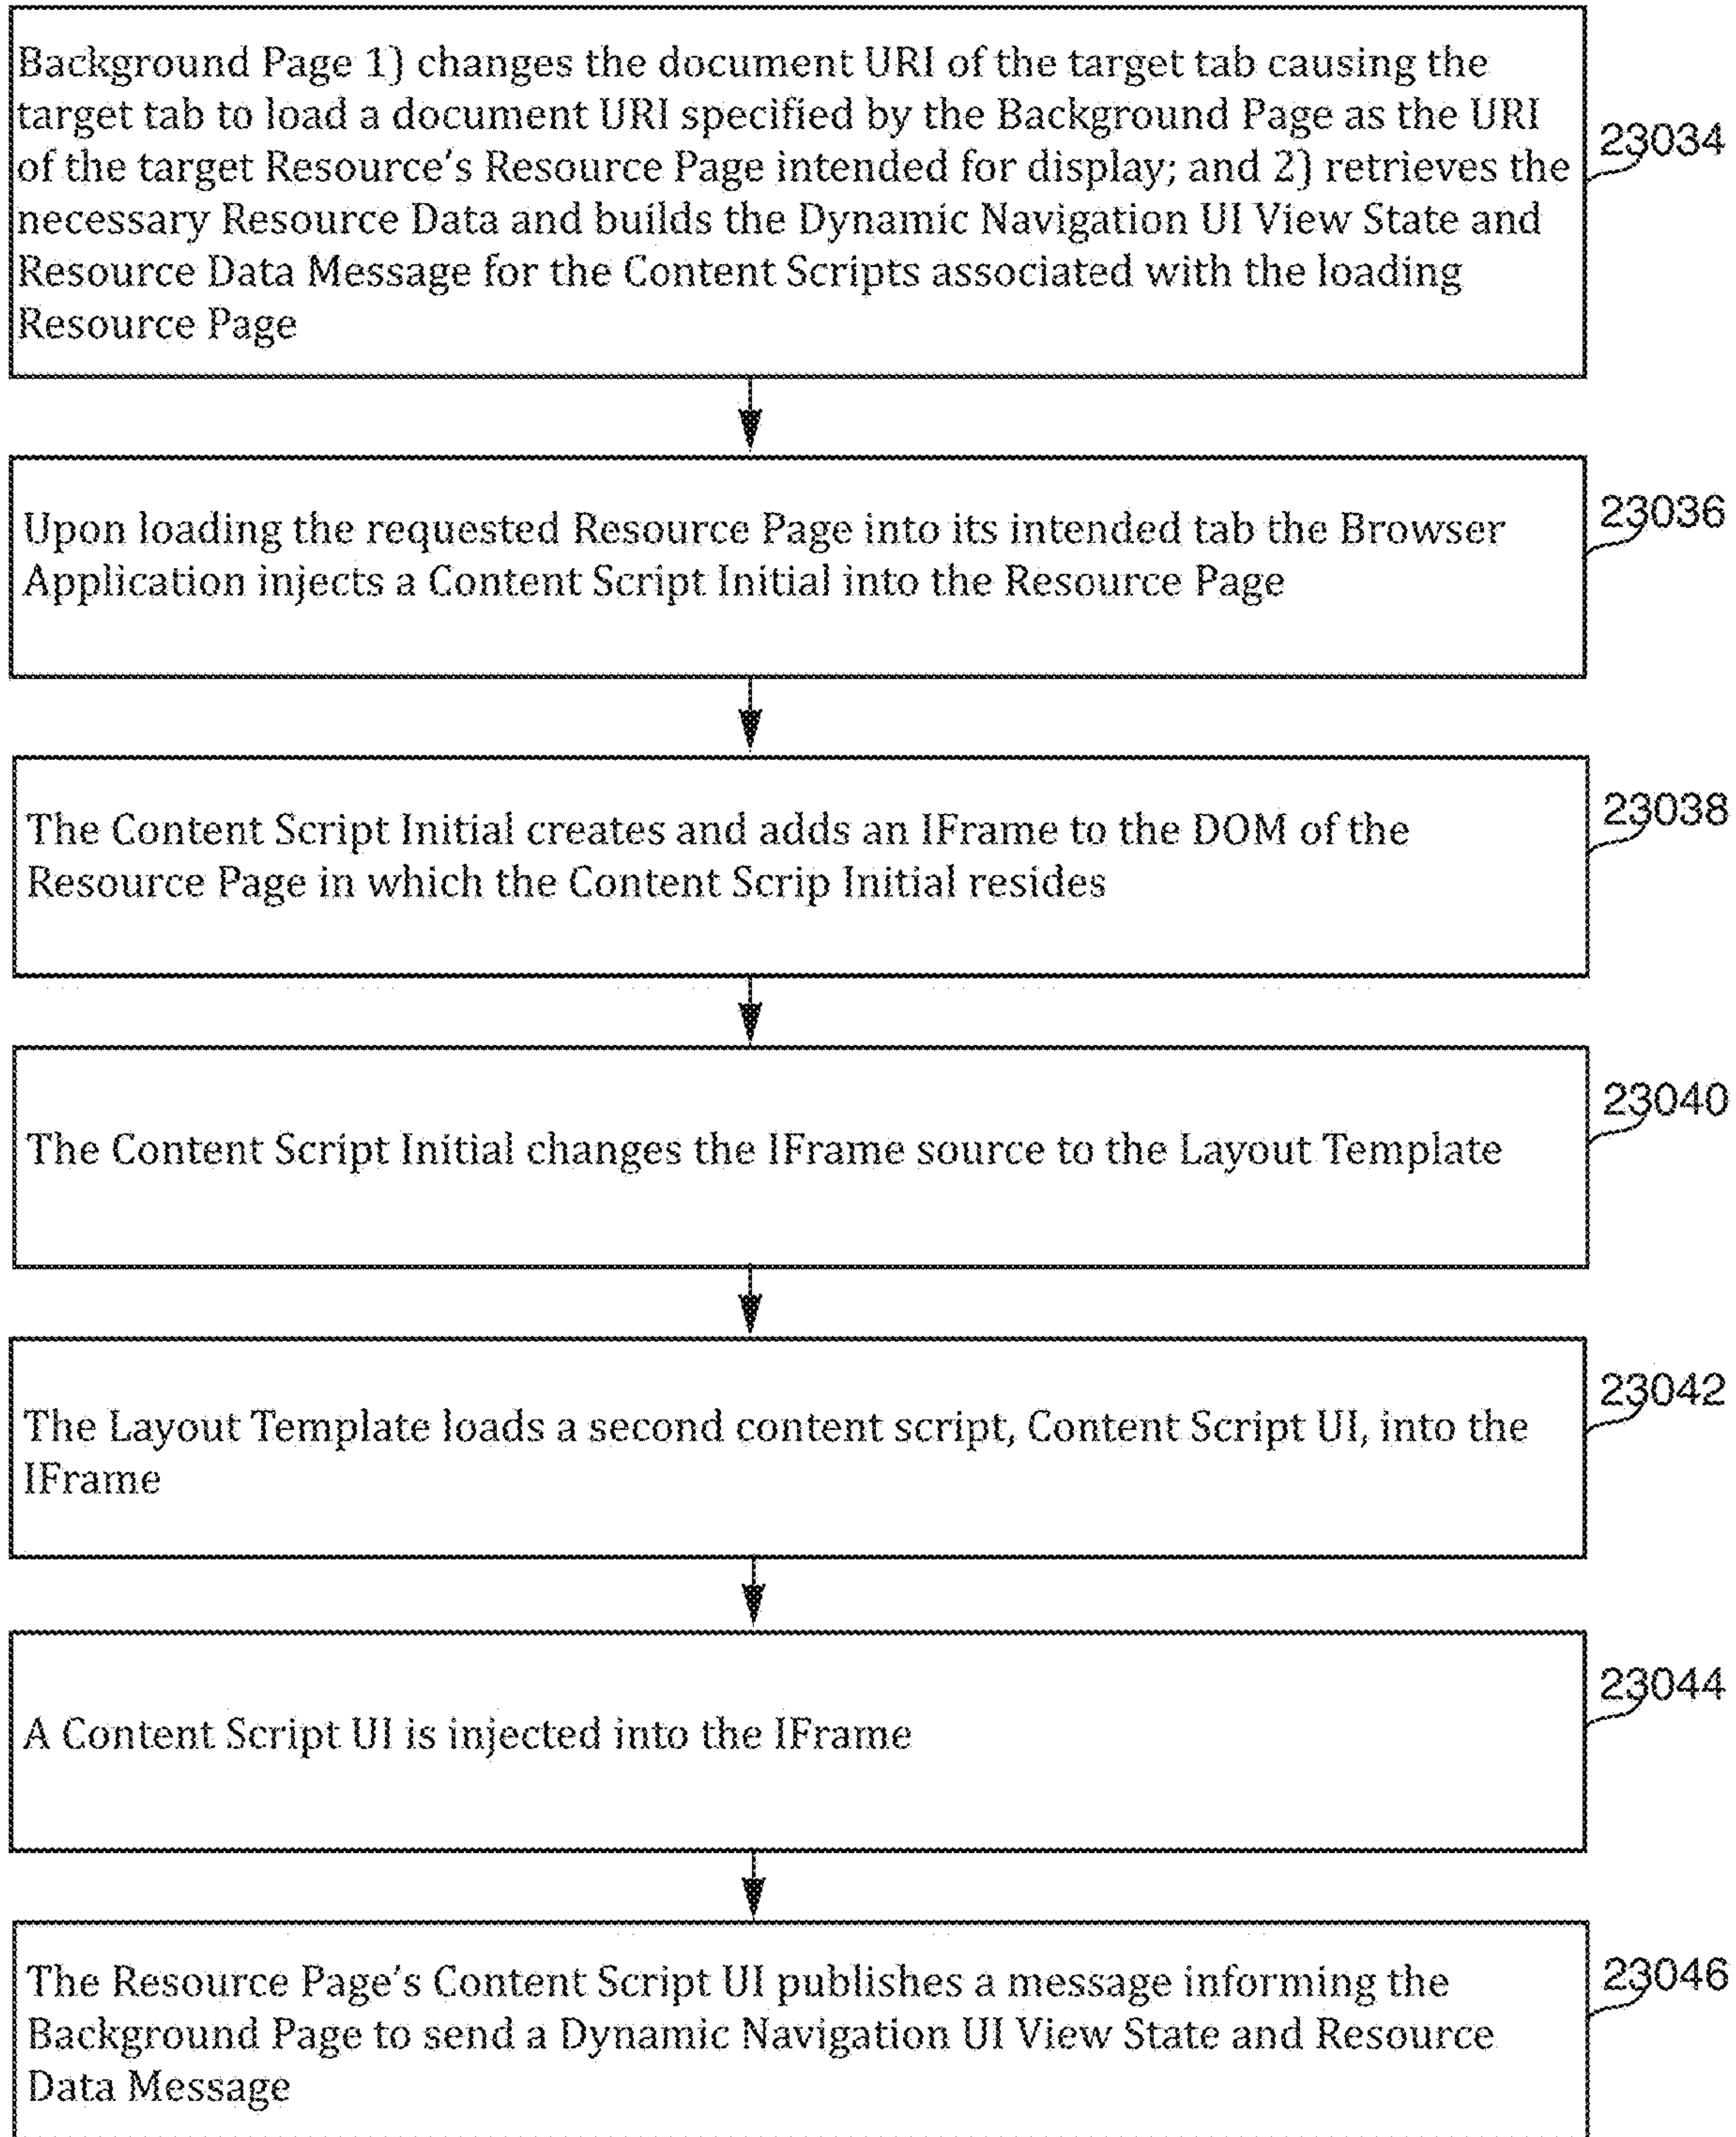 Background Page 1) changes the document URI of the target tab causing the
target tab to load a document URI specified by the Background Page as the URI
of the target Resource's Resource Page intended for display; and 2) retrieves the
necessary Resource Data and builds the Dynamic Navigation UI View State and
Resource Data Message for the Content Scripts associated with the loading
Resource Page
23034
Upon loading the requested Resource Page into its intended tab the Browser
Application injects a Content Script Initial into the Resource Page
23036
The Content Script Initial creates and adds an IFrame to the DOM of the
Resource Page in which the Content Scrip Initial resides
23038
The Content Script Initial changes the IFrame source to the Layout Template
23040
The Layout Template loads a second content script, Content Script UI, into the
IFrame
23042
A Content Script UI is injected into the IFrame
23044
The Resource Page's Content Script UI publishes a message informing the
Background Page to send a Dynamic Navigation UI View State and Resource
Data Message
23046